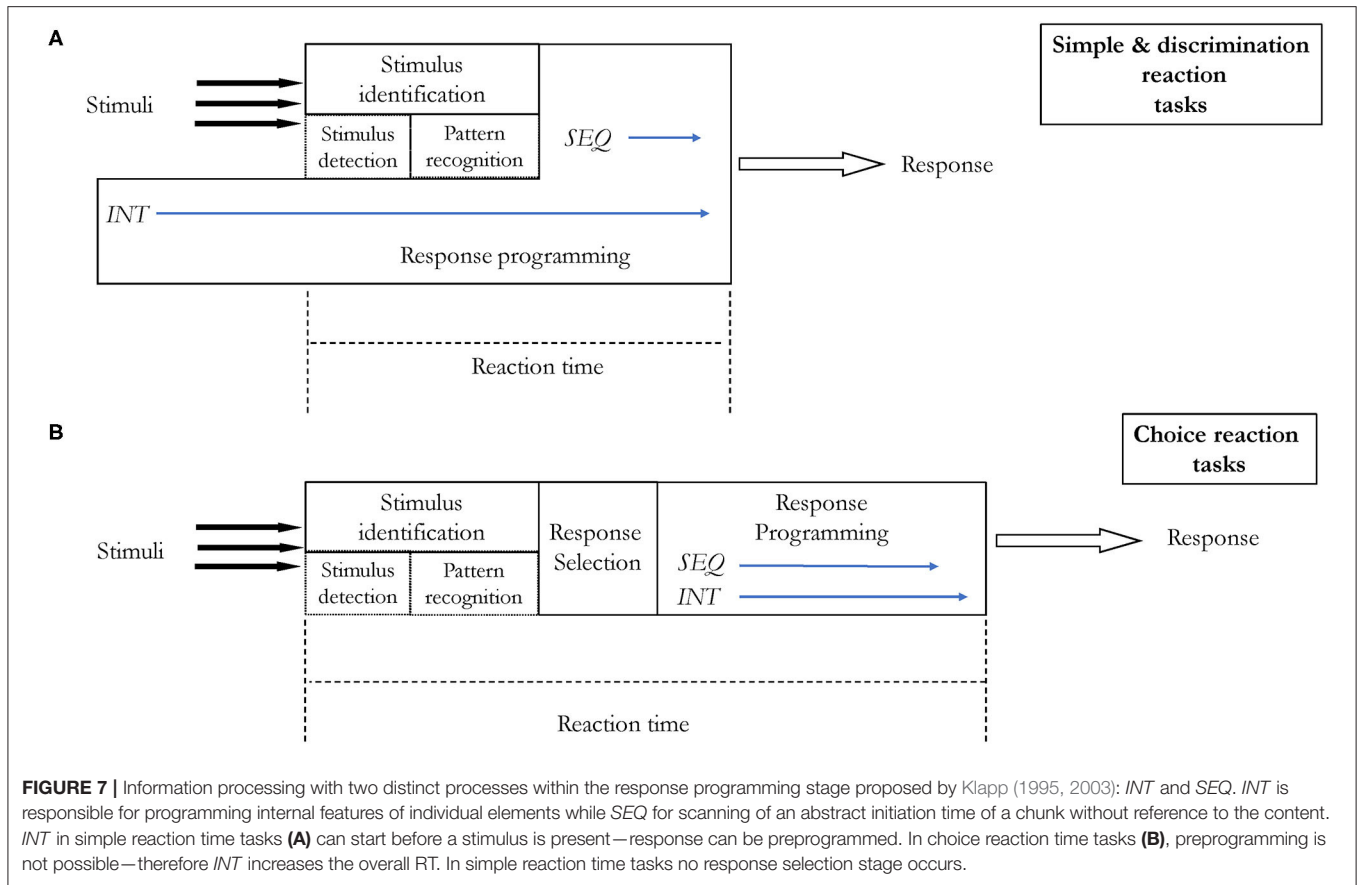 A
Simple & discrimination
reaction
tasks
Stimuli
Stimulus
identification
Stimulus
detection
Pattern
recognition
SEQ
Response
INT
Response programming
Reaction time
B
Choice reaction
tasks
Stimuli
Stimulus
identification
Stimulus
detection
Pattern
recognition
Response
Selection
Response
Programming
SEQ
INT
Response
Reaction time
FIGURE 7 | Information processing with two distinct processes within the response programming stage proposed by Klapp (1995, 2003): INT and SEQ. INT is
responsible for programming internal features of individual elements while SEQ for scanning of an abstract initiation time of a chunk without reference to the content.
INT in simple reaction time tasks (A) can start before a stimulus is present—response can be preprogrammed. In choice reaction time tasks (B), preprogramming is
not possible—therefore INT increases the overall RT. In simple reaction time tasks no response selection stage occurs.